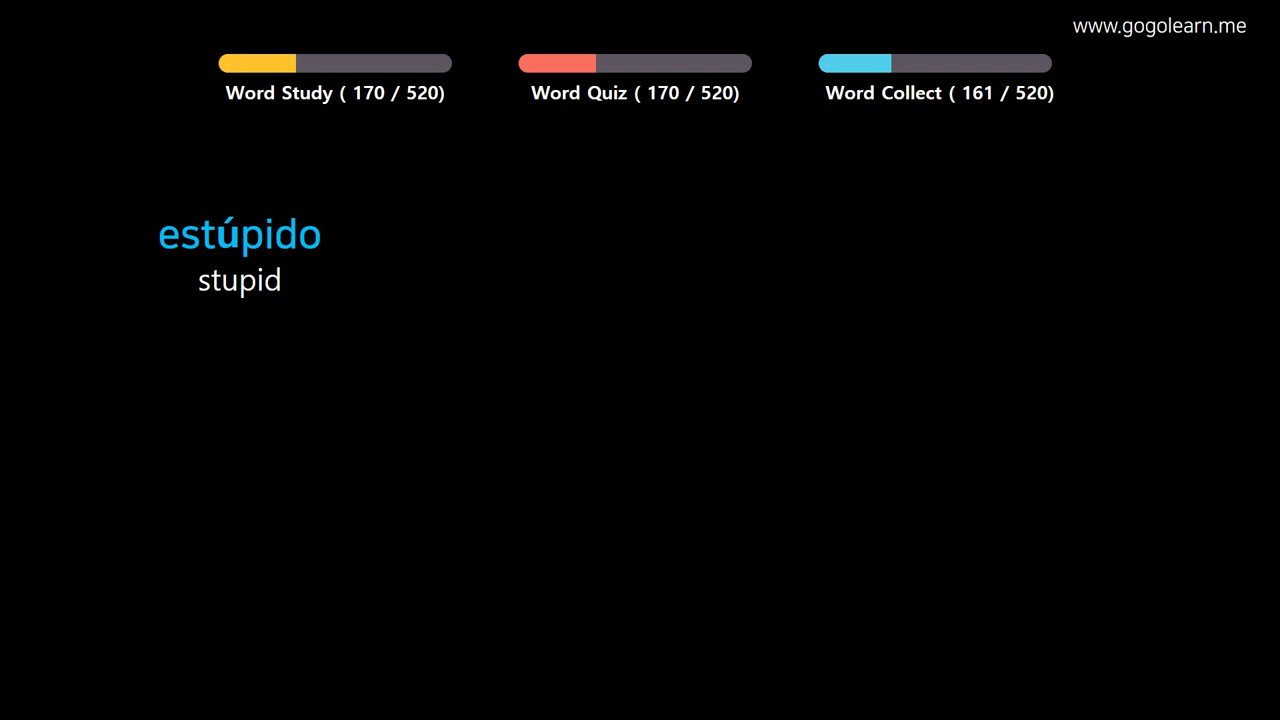 www.gogolearn.me
Word Study ( 170 / 520)
Word Quiz ( 170 / 520)
Word Collect ( 161 / 520)
estúpido
stupid